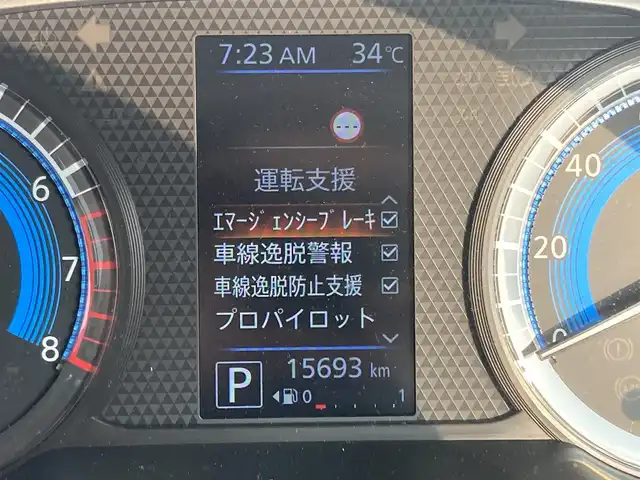 7:23 AM 34℃
---
運転支援
ｴﾏｰｼﾞｪﾝｼｰﾌﾞﾚｰｷ
車線逸脱警報
車線逸脱防止支援
プロパイロット
15693 km
P
0 1
6
7
8
40
20
0